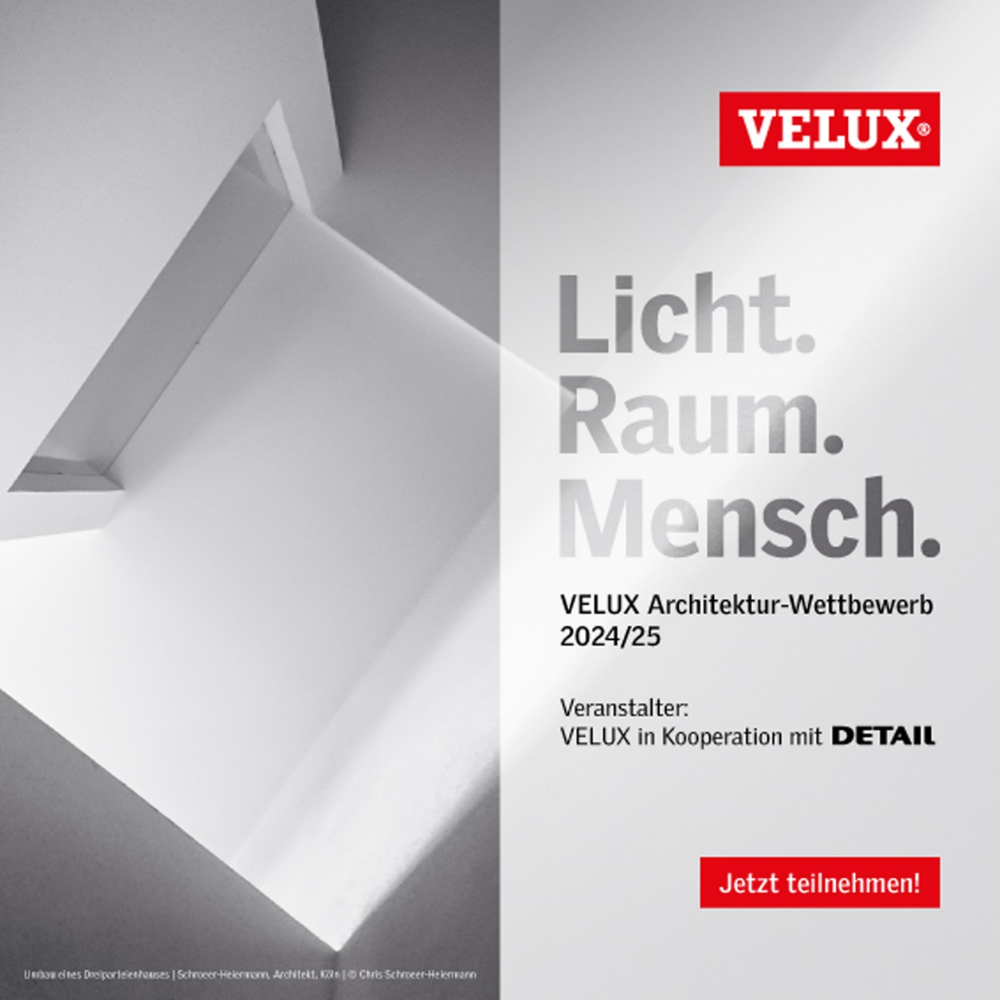 VELUX®
Licht.
Raum.
Mensch.
VELUX Architektur-Wettbewerb
2024/25
Veranstalter:
VELUX in Kooperation mit DETAIL
Jetzt teilnehmen!
Umbau eines Dreiparteienhauses | Schroeer-Heiermann, Architekt, Köln | © Chris Schroeer-Heiermann